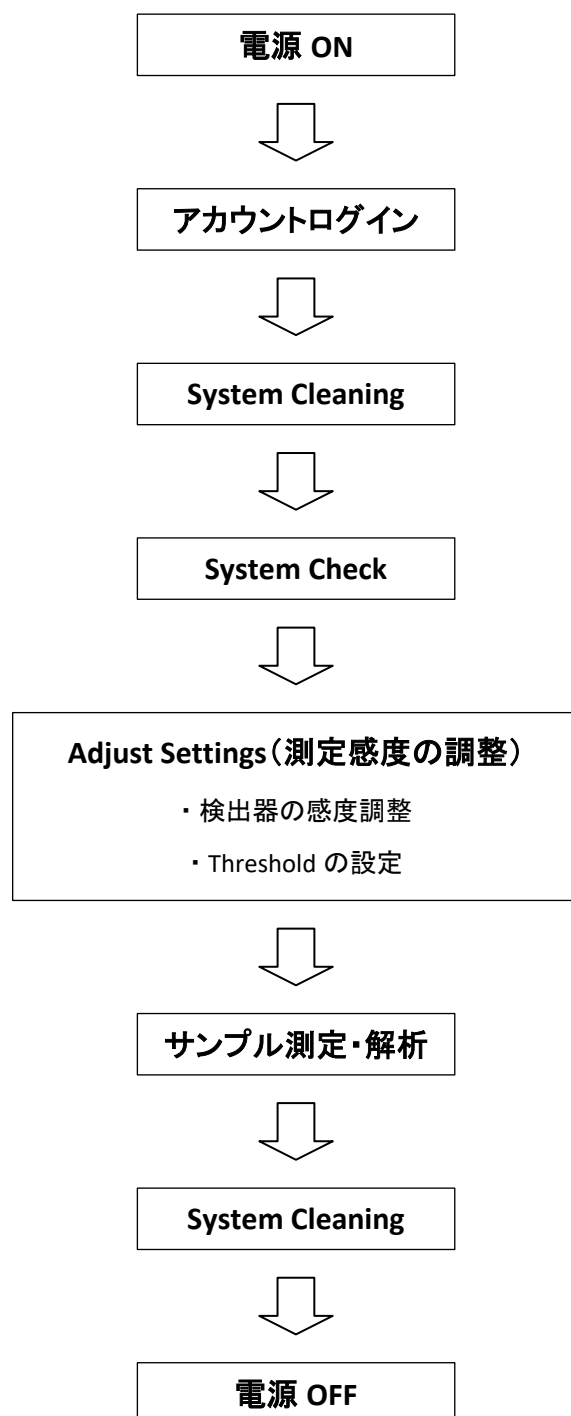 電源 ON
アカウントログイン
System Cleaning
System Check
Adjust Settings（測定感度の調整）
・検出器の感度調整
・Threshold の設定
サンプル測定・解析
System Cleaning
電源 OFF